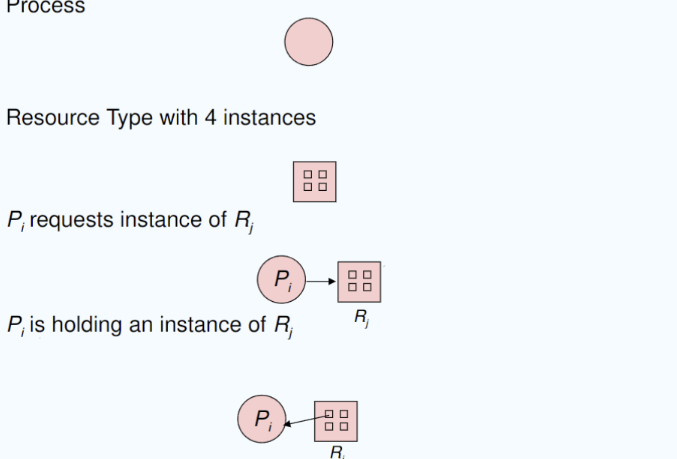 Process
Resource Type with 4 instances
Pi requests instance of Rj
Pi
Rj
Pi is holding an instance of Rj
Pi